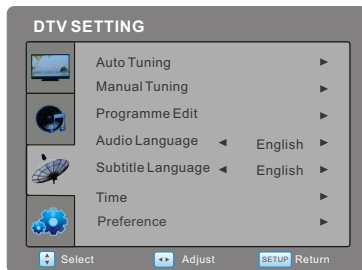 DTV SETTING
Auto Tuning
Manual Tuning
Programme Edit
Audio Language English
Subtitle Language English
Time
Preference
Select Adjust SETUP Return